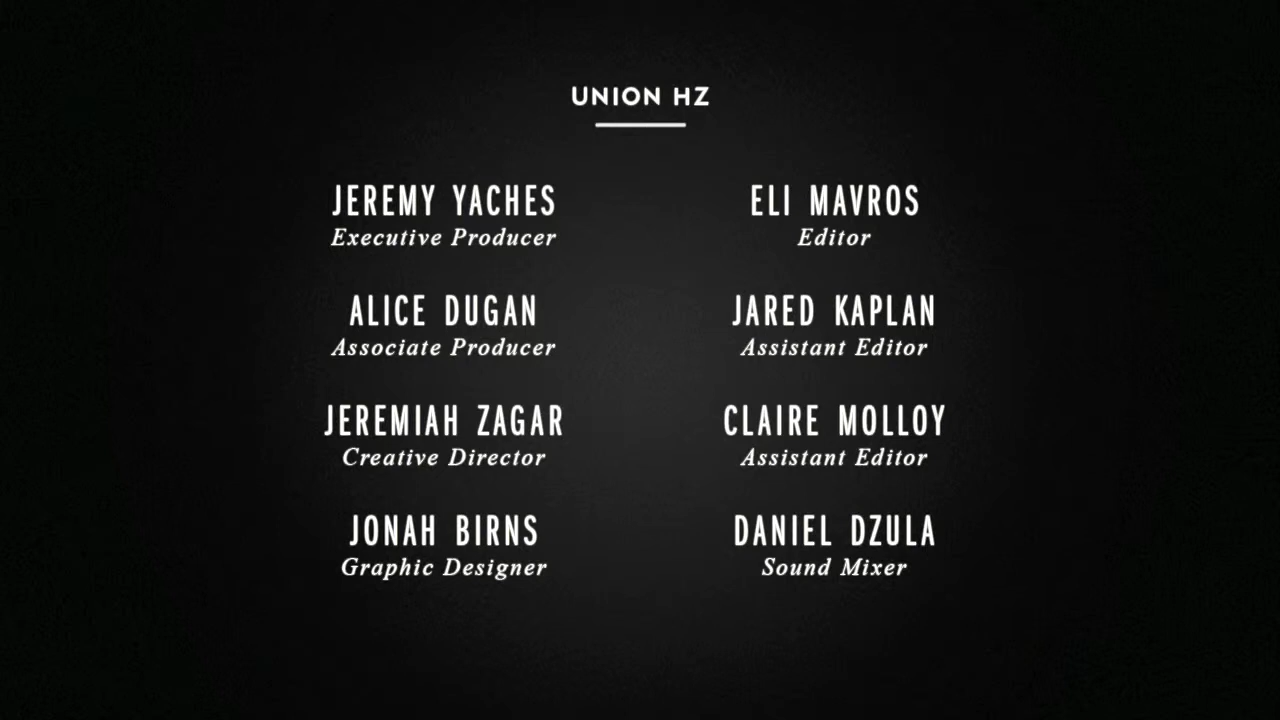 UNION HZ
JEREMY YACHES
Executive Producer
ALICE DUGAN
Associate Producer
JEREMIAH ZAGAR
Creative Director
JONAH BIRNS
Graphic Designer
ELI MAVROS
Editor
JARED KAPLAN
Assistant Editor
CLAIRE MOLLOY
Assistant Editor
DANIEL DZULA
Sound Mixer